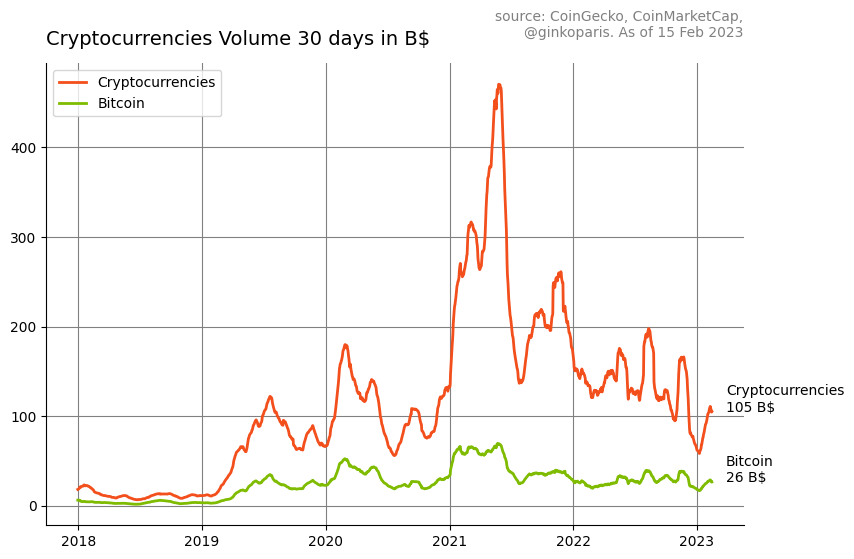 source: CoinGecko, CoinMarketCap,
@ginkoparis. As of 15 Feb 2023
Cryptocurrencies Volume 30 days in B$
Cryptocurrencies
Bitcoin
400
300
200
100
0
Cryptocurrencies
105 B$
Bitcoin
26 B$
2018
2019
2020
2021
2022
2023